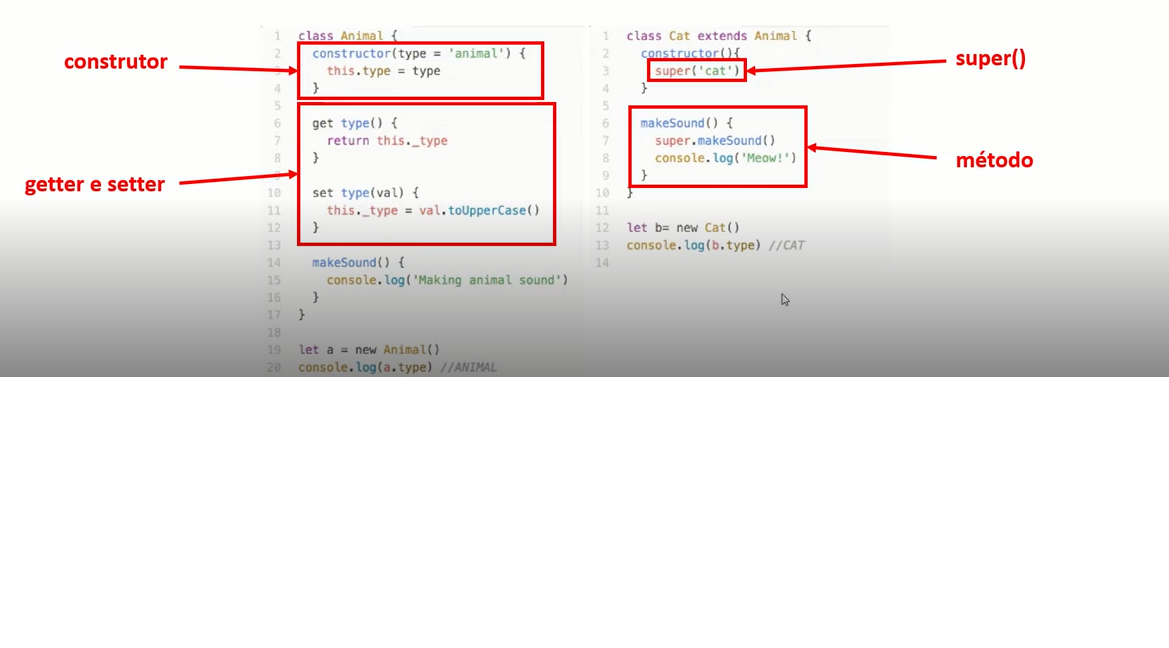 construtor
getter e setter
1 class Animal {
2 constructor(type = 'animal') {
3 this.type = type
4 }
5
6 get type() {
7 return this._type
8 }
9
10 set type(val) {
11 this._type = val.toUpperCase()
12 }
13
14 makeSound() {
15 console.log('Making animal sound')
16 }
17 }
18
19 let a = new Animal()
20 console.log(a.type) //ANIMAL
1 class Cat extends Animal {
2 constructor(){
3 super('cat')
4 }
5
6 makeSound() {
7 super.makeSound()
8 console.log('Meow!')
9 }
10 }
11
12 let b= new Cat()
13 console.log(b.type) //CAT
14
super()
método